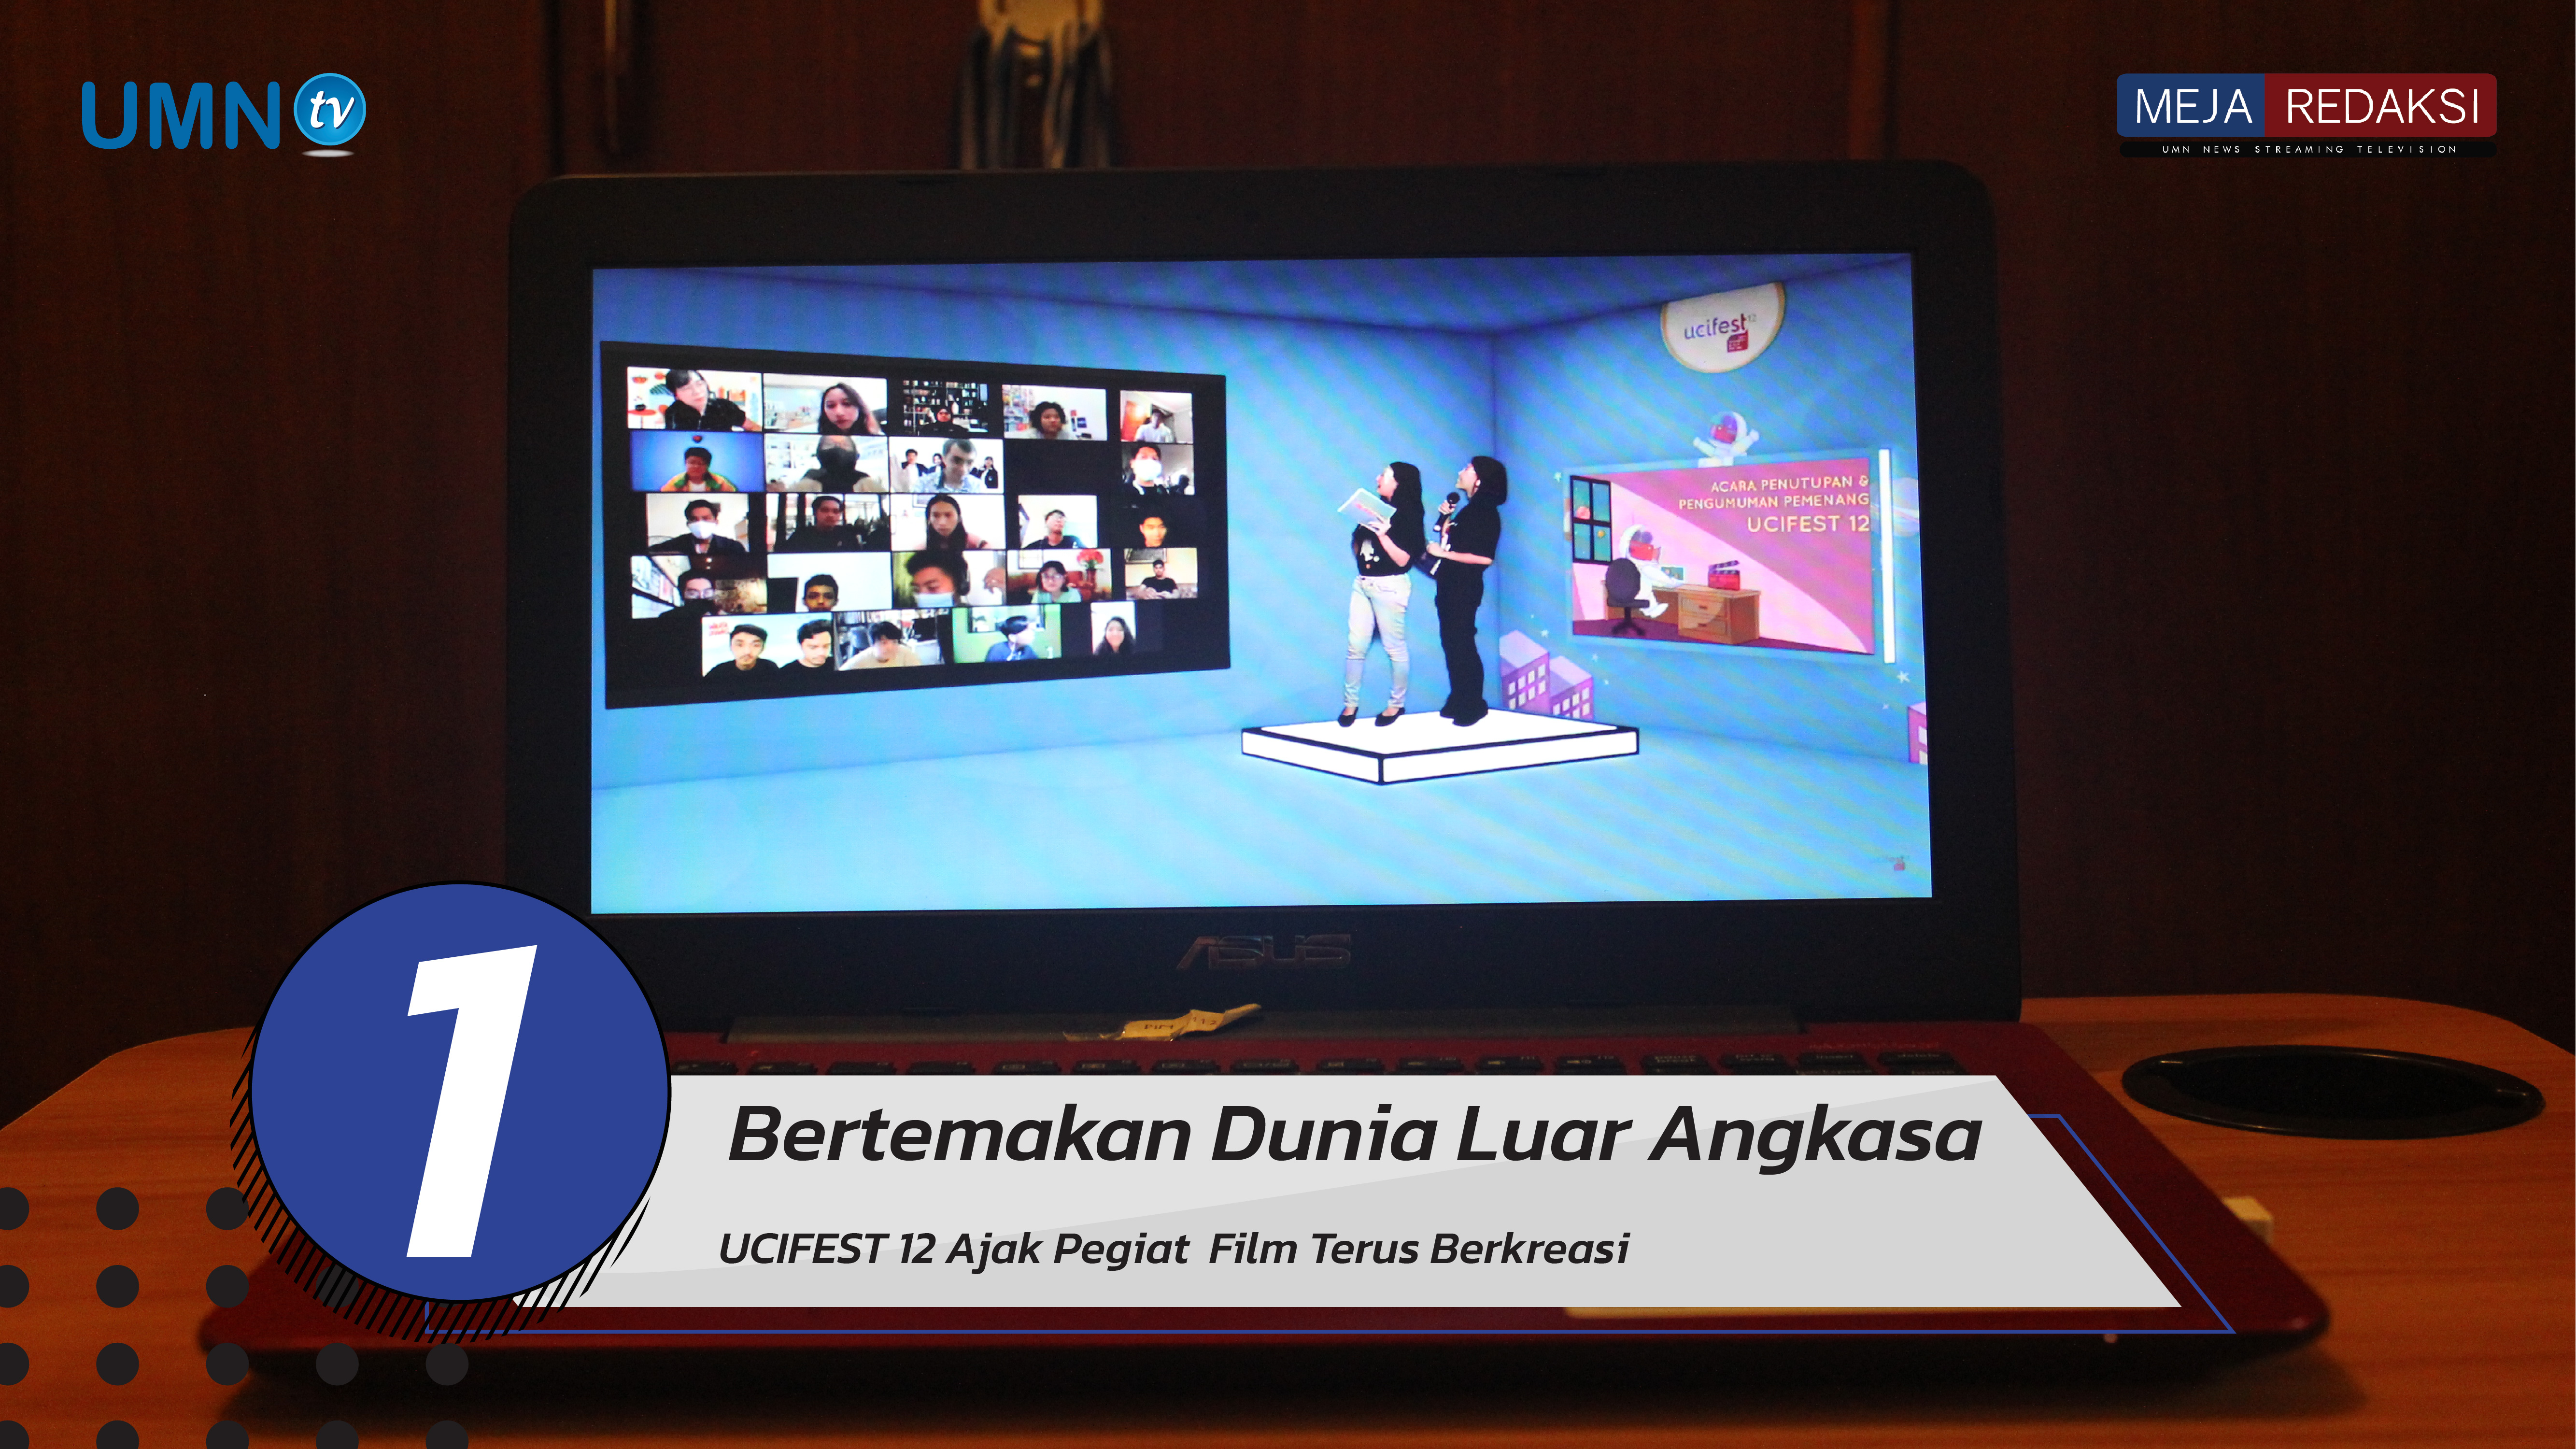 UMN tv
MEJA REDAKSI
UMN NEWS STREAMING TELEVISION
ucifest 12
ACARA PENUTUPAN &
PENGUMUMAN PEMENANG
UCIFEST 12
ASUS
1
Bertemakan Dunia Luar Angkasa
UCIFEST 12 Ajak Pegiat Film Terus Berkreasi